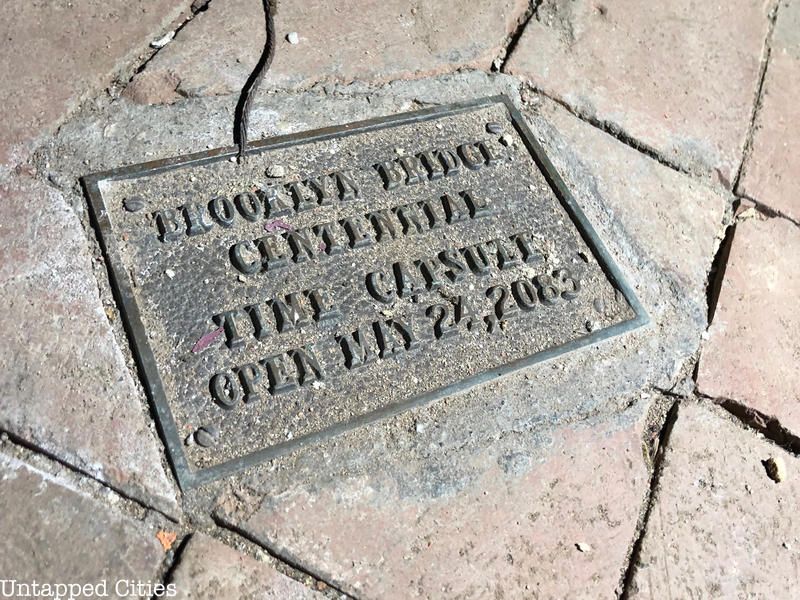 BROOKLYN BRIDGE
CENTENNIAL
TIME CAPSULE
OPEN MAY 24, 2083
Untapped Cities